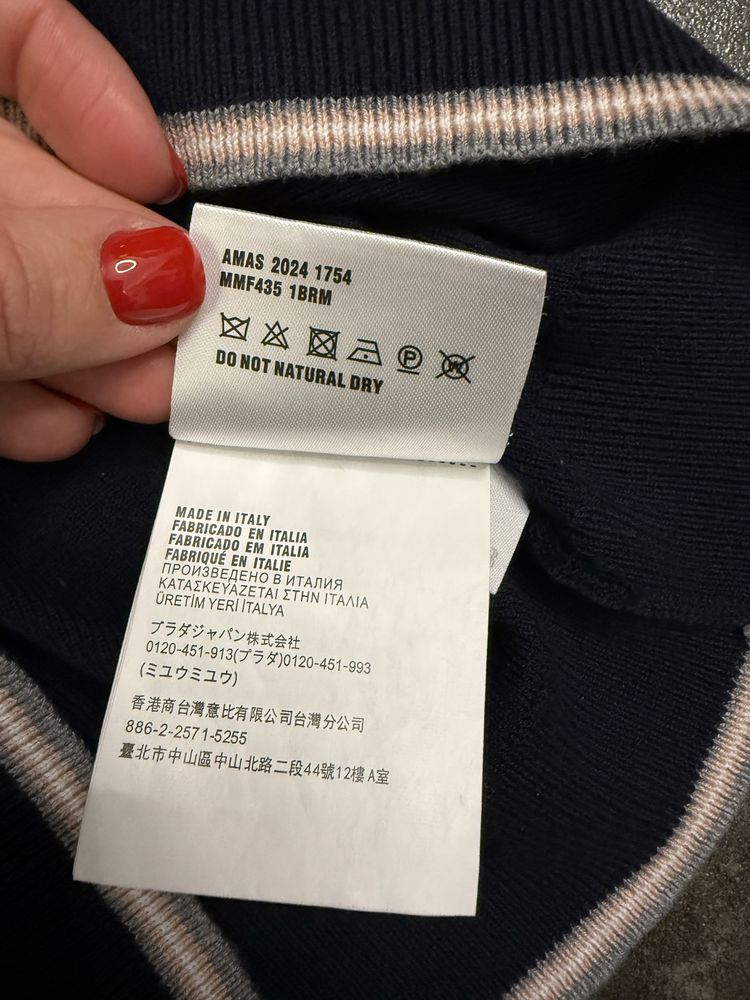 AMAS 2024 1754
MMF435 1BRM
P W
DO NOT NATURAL DRY
MADE IN ITALY
FABRICADO EN ITALIA
FABRICADO EM ITALIA
FABRIQUÉ EN ITALIE
ПРОИЗВЕДЕНО В ИТАЛИЯ
ΚΑΤΑΣΚΕΥΑΖΕΤΑΙ ΣΤΗΝ ΙΤΑΛΙΑ
ÜRETİM YERİ İTALYA
プラダジャパン株式会社
0120-451-913(プラダ)0120-451-993
(ミユウミユウ)
香港商台灣意比有限公司台灣分公司
886-2-2571-5255
臺北市中山區中山北路二段44號12樓A室